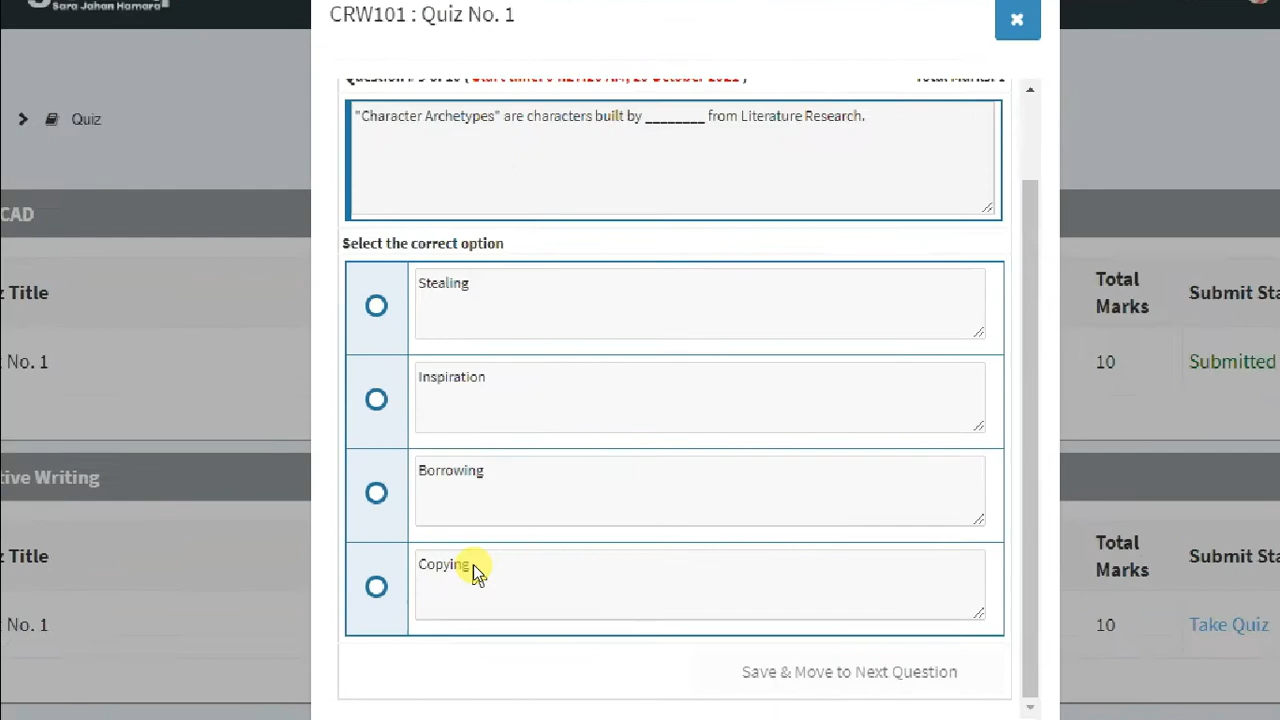 Sara Jahan Hamara
CRW101 : Quiz No. 1
Quiz
"Character Archetypes" are characters built by ________ from Literature Research.
CAD
Select the correct option
z Title
Stealing
Total Marks
Submit Sta
No. 1
Inspiration
10
Submitted
tive Writing
Borrowing
z Title
Copying
Total Marks
Submit Sta
No. 1
10
Take Quiz
Save & Move to Next Question